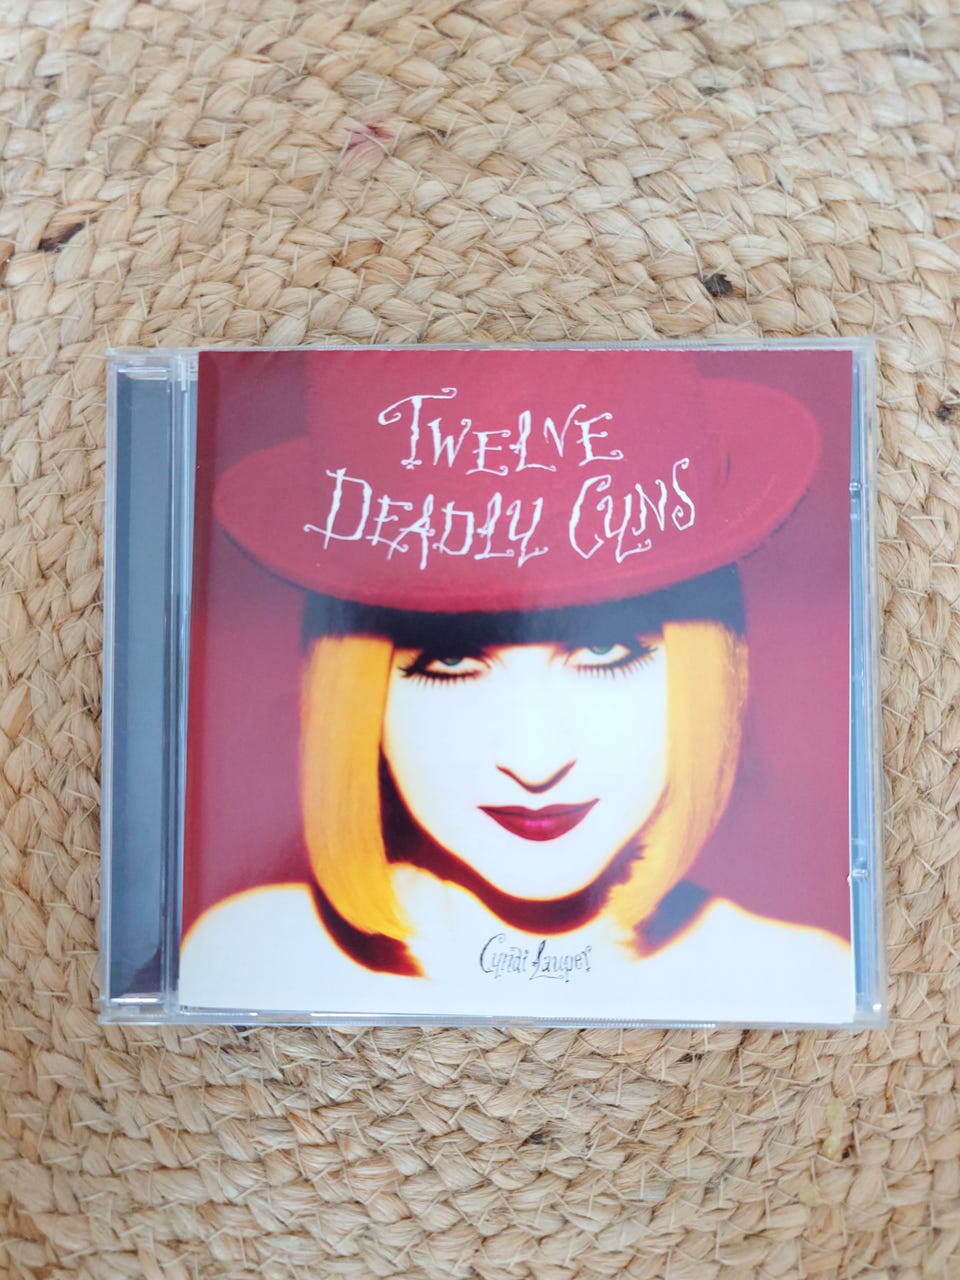 TWELVE
DEADLY CYNS
Cyndi Lauper